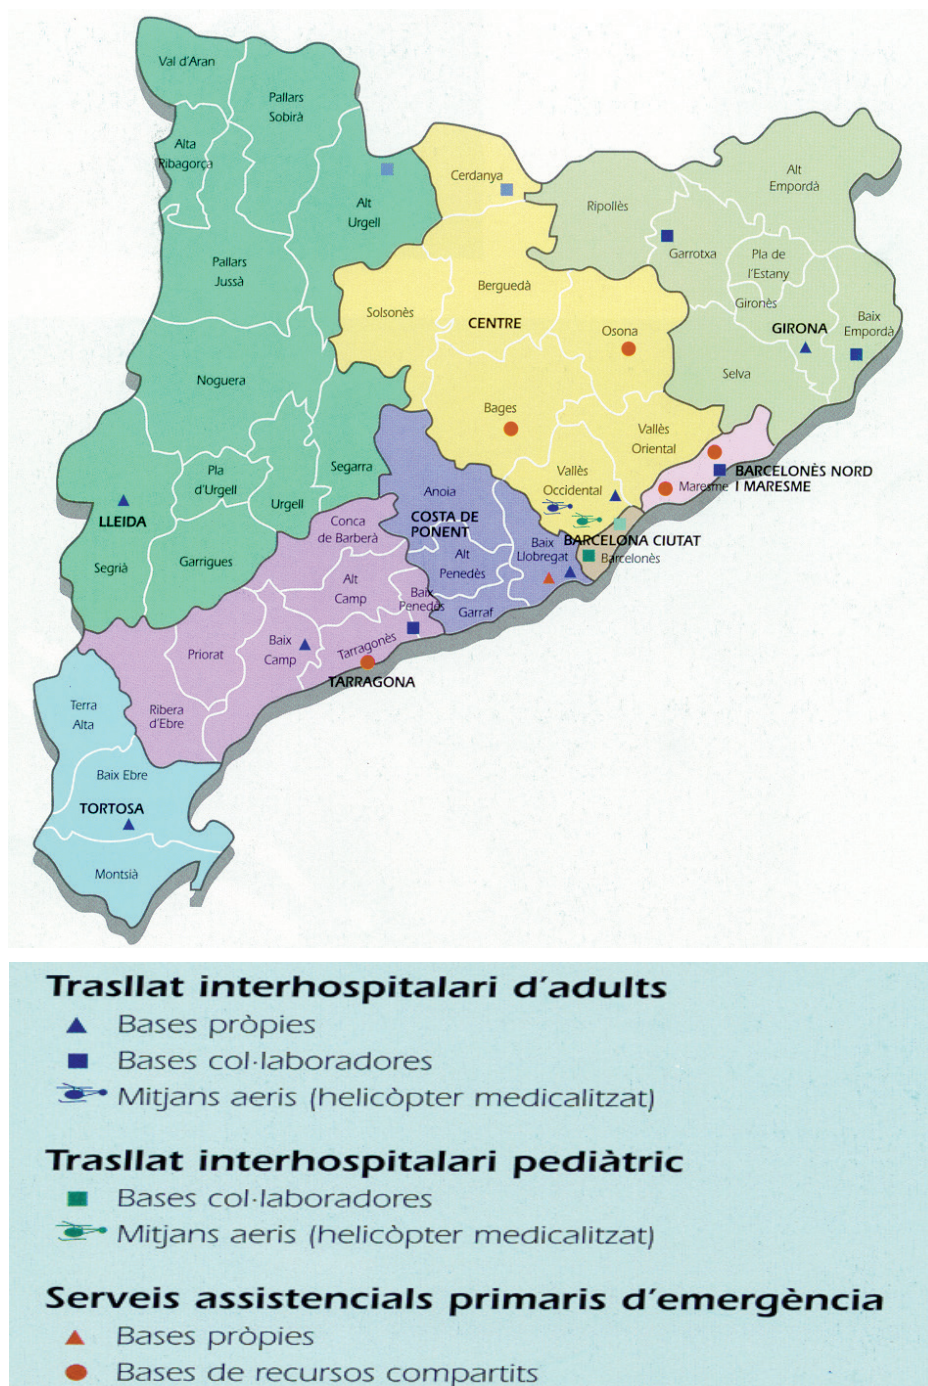 Val d'Aran
Pallars
Sobirà
Alta
Ribagorça
Alt
Urgell
Cerdanya
Ripollès
Alt
Empordà
Garrotxa
Pla de
l'Estany
Pallars
Jussà
Solsonès
Berguedà
CENTRE
Osona
Gironès
GIRONA
Baix
Empordà
Noguera
Selva
Bages
Vallès
Oriental
Segarra
Pla
d'Urgell
Urgell
Anoia
Vallès
Occidental
Maresme
BARCELONÈS NORD
I MARESME
LLEIDA
COSTA DE
PONENT
Conca
de Barberà
BARCELONA CIUTAT
Baix
Llobregat
Barcelonès
Segrià
Garrigues
Alt
Penedès
Alt
Camp
Baix
Penedès
Garraf
Priorat
Baix
Camp
Tarragonès
TARRAGONA
Terra
Alta
Ribera
d'Ebre
Baix Ebre
TORTOSA
Montsià
Trasllat interhospitalari d'adults
Bases pròpies
Bases col·laboradores
Mitjans aeris (helicòpter medicalitzat)
Trasllat interhospitalari pediàtric
Bases col·laboradores
Mitjans aeris (helicòpter medicalitzat)
Serveis assistencials primaris d'emergència
Bases pròpies
Bases de recursos compartits